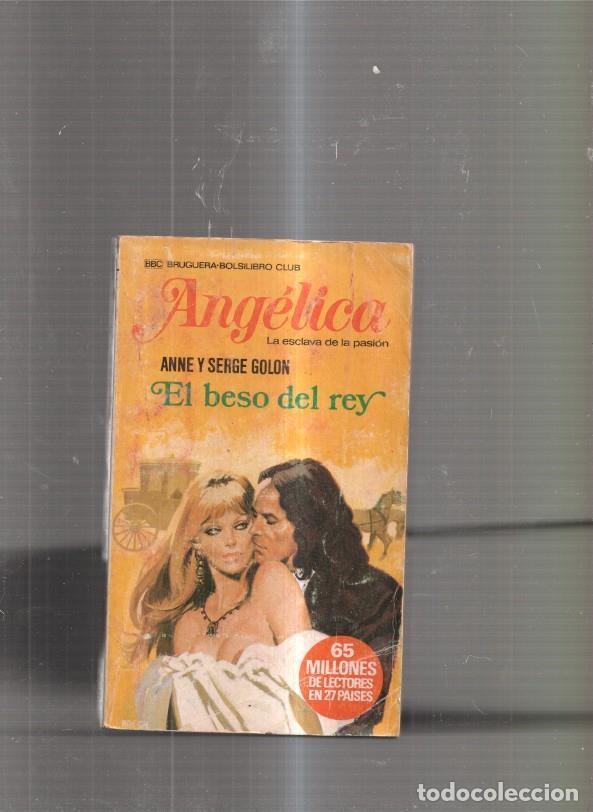 BBC BRUGUERA-BOLSILIBRO CLUB
Angélica
La esclava de la pasión
ANNE Y SERGE GOLON
El beso del rey
65
MILLONES
DE LECTORES
EN 27 PAISES
todocoleccion